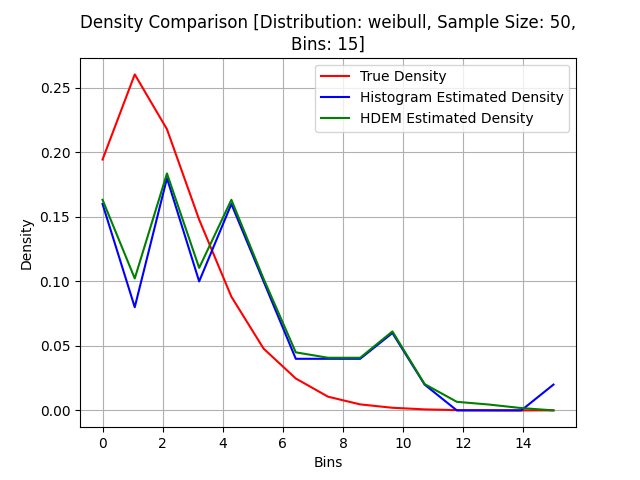 Density Comparison [Distribution: weibull, Sample Size: 50,
Bins: 15]
True Density
Histogram Estimated Density
HDEM Estimated Density
0.25
0.20
0.15
0.10
0.05
0.00
Density
0 2 4 6 8 10 12 14
Bins